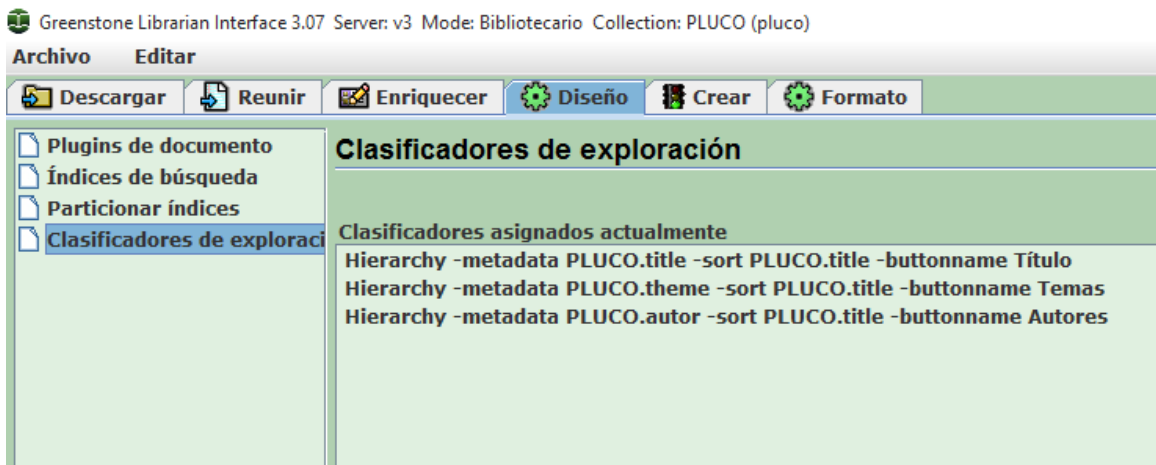 Greenstone Librarian Interface 3.07 Server: v3 Mode: Bibliotecario Collection: PLUCO (pluco)
Archivo Editar
Descargar Reunir Enriquecer Diseño Crear Formato
Plugins de documento
Índices de búsqueda
Particionar índices
Clasificadores de exploraci
Clasificadores de exploración
Clasificadores asignados actualmente
Hierarchy -metadata PLUCO.title -sort PLUCO.title -buttonname Título
Hierarchy -metadata PLUCO.theme -sort PLUCO.title -buttonname Temas
Hierarchy -metadata PLUCO.autor -sort PLUCO.title -buttonname Autores